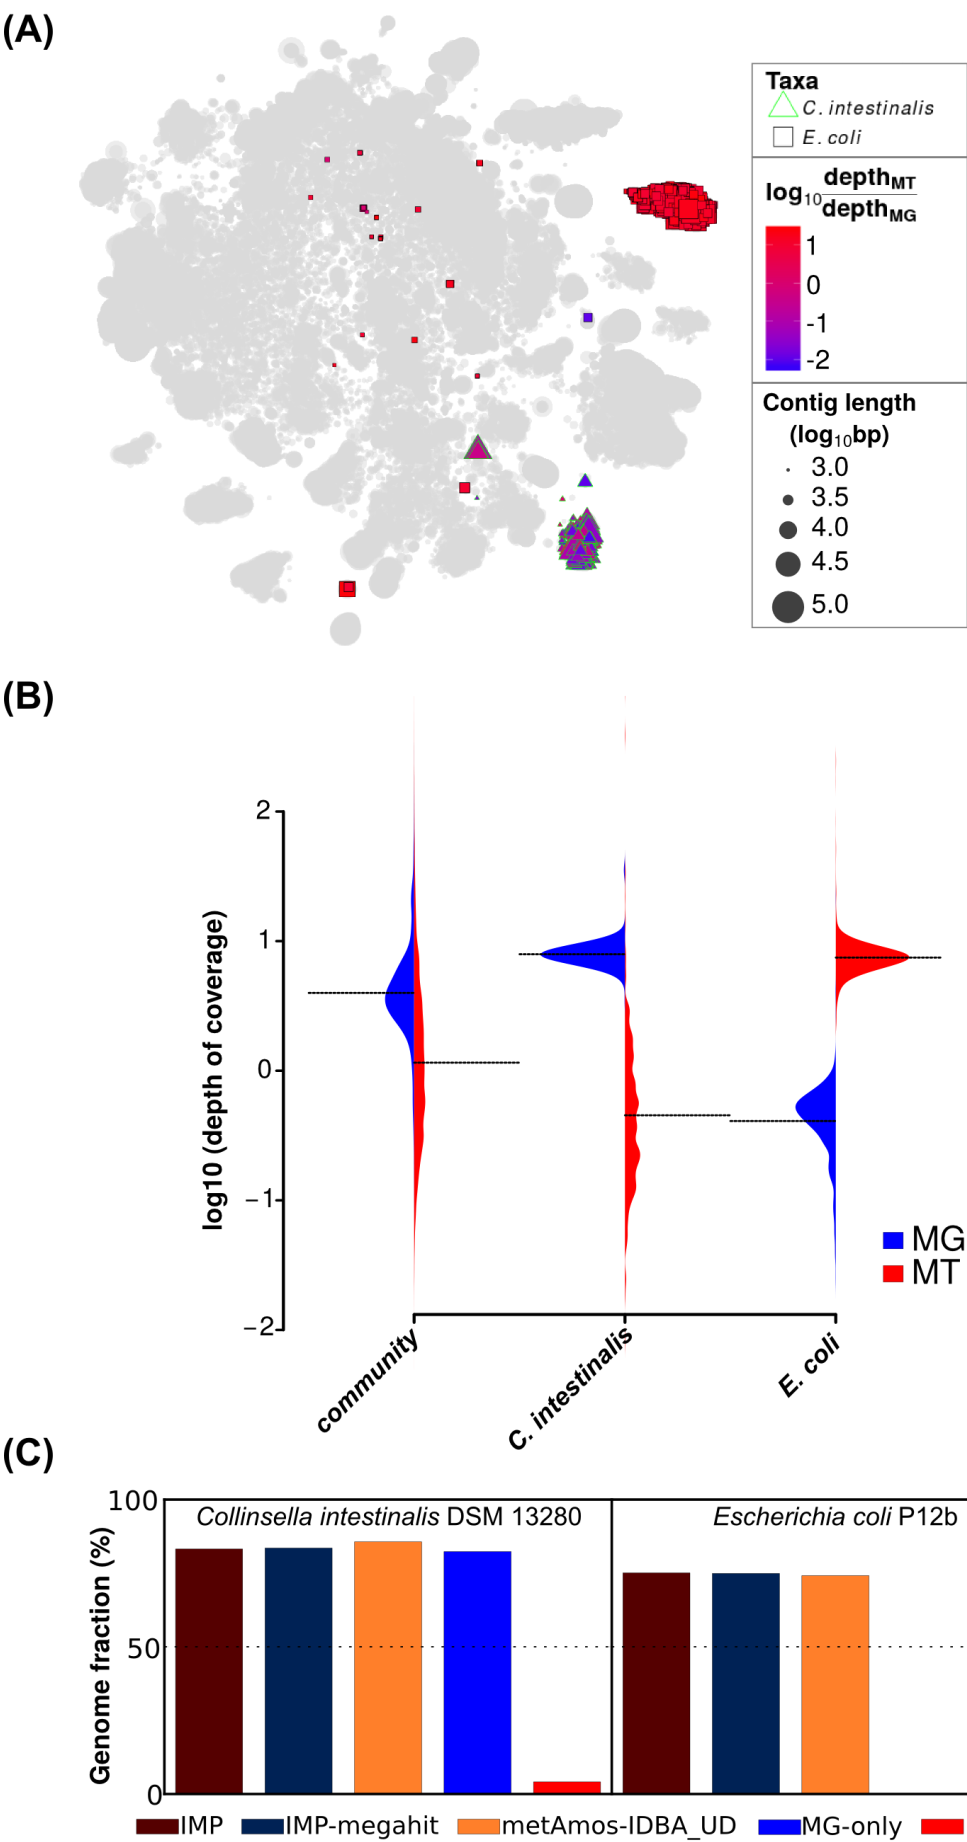 (A)
Taxa
C. intestinalis
E. coli
log10 depthMT
depthMG
1
0
-1
-2
Contig length
(log10bp)
3.0
3.5
4.0
4.5
5.0
(B)
log10 (depth of coverage)
2
1
0
−1
−2
MG
MT
community
C. intestinalis
E. coli
(C)
Genome fraction (%)
100
50
0
Collinsella intestinalis DSM 13280
Escherichia coli P12b
IMP IMP-megahit metAmos-IDBA_UD MG-only